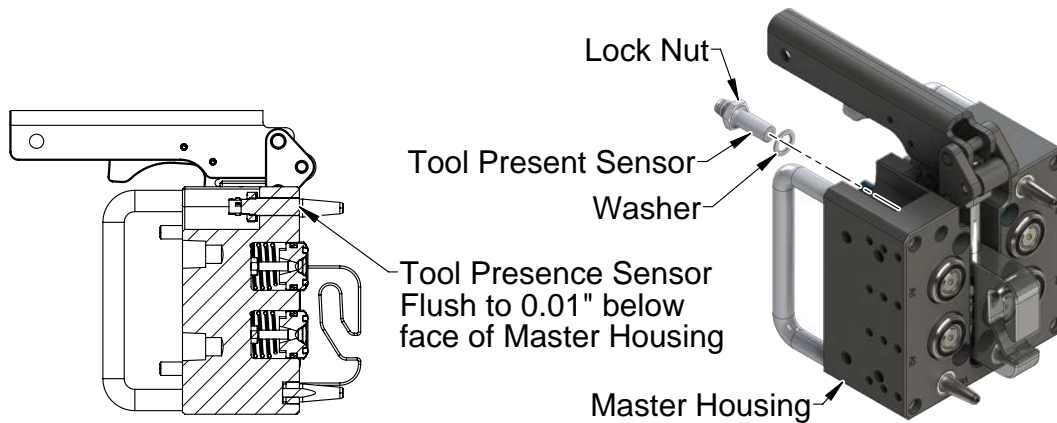 Lock Nut
Tool Present Sensor
Washer
Tool Presence Sensor
Flush to 0.01" below
face of Master Housing
Master Housing